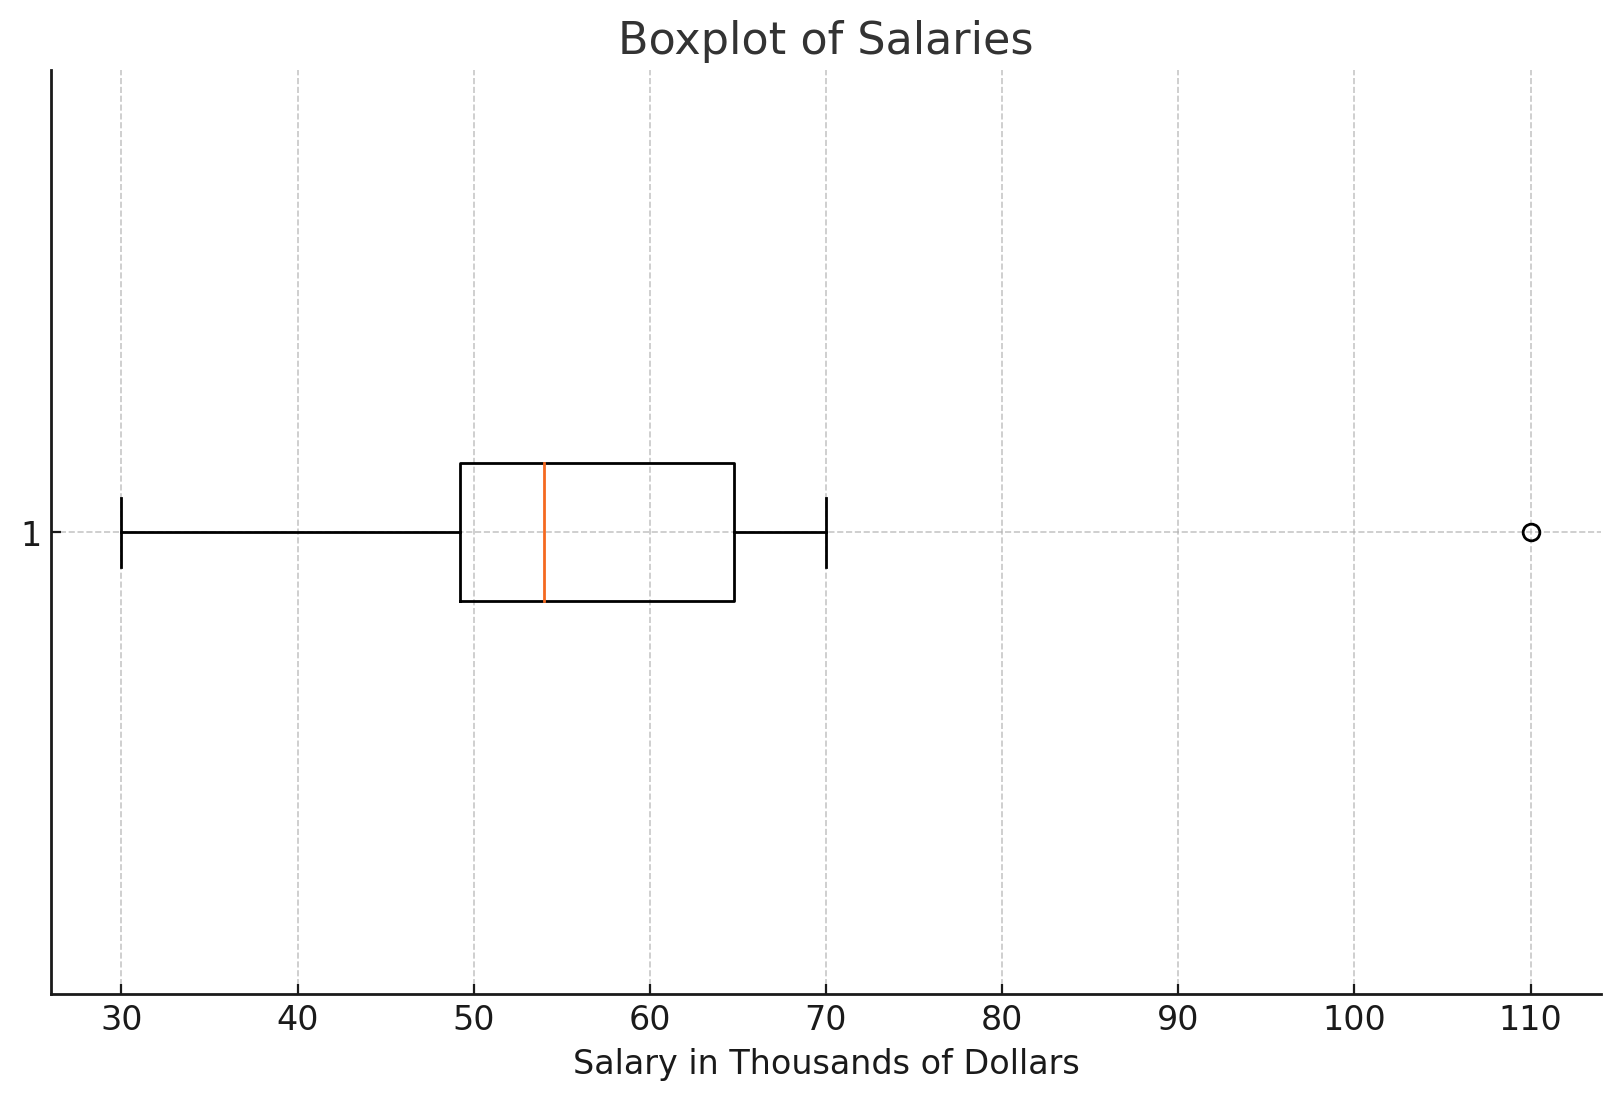 Boxplot of Salaries
1
30 40 50 60 70 80 90 100 110
Salary in Thousands of Dollars